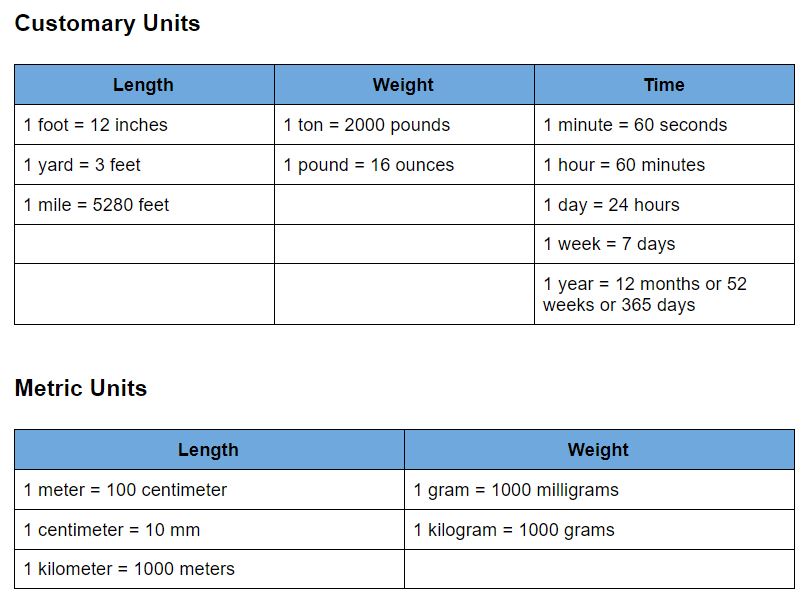 Customary Units
Length Weight Time
1 foot = 12 inches 1 ton = 2000 pounds 1 minute = 60 seconds
1 yard = 3 feet 1 pound = 16 ounces 1 hour = 60 minutes
1 mile = 5280 feet 1 day = 24 hours
1 week = 7 days
1 year = 12 months or 52
weeks or 365 days
Metric Units
Length Weight
1 meter = 100 centimeter 1 gram = 1000 milligrams
1 centimeter = 10 mm 1 kilogram = 1000 grams
1 kilometer = 1000 meters